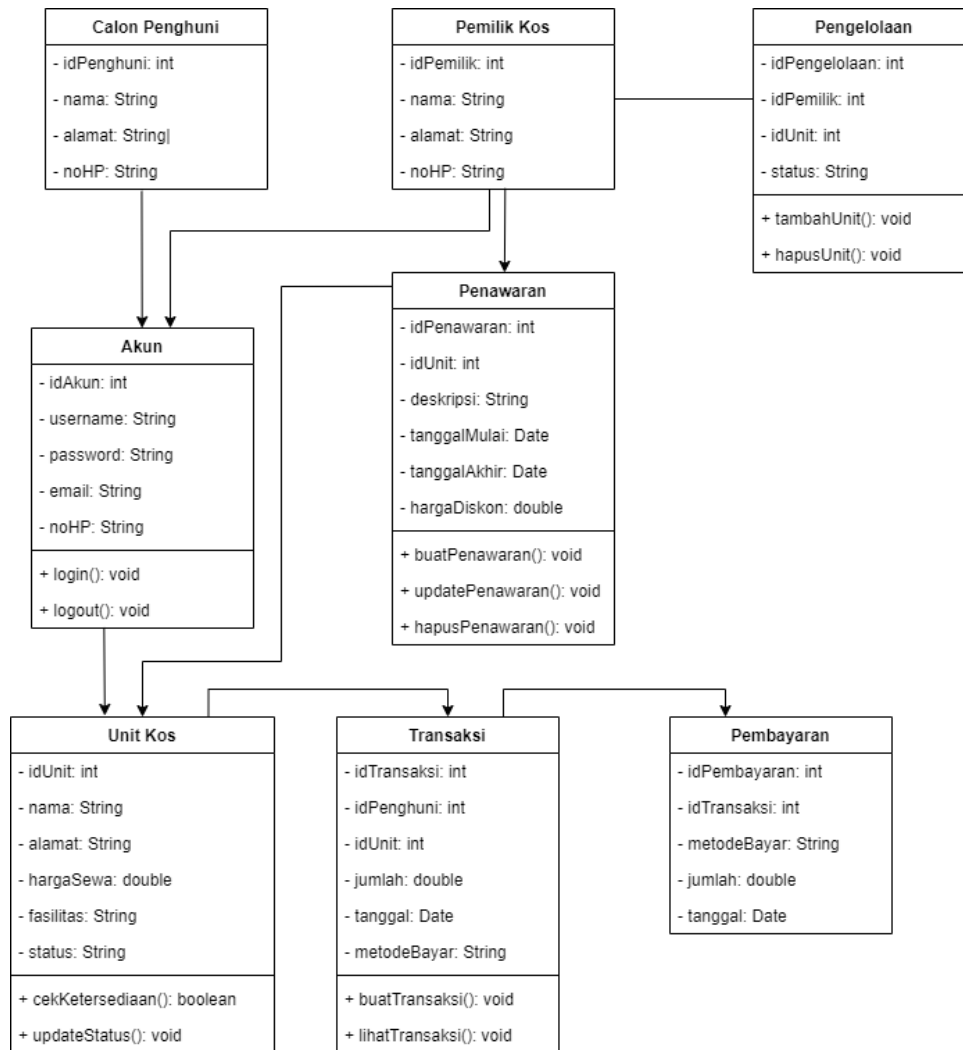 Calon Penghuni
- idPenghuni: int
- nama: String
- alamat: String|
- noHP: String
Pemilik Kos
- idPemilik: int
- nama: String
- alamat: String
- noHP: String
Pengelolaan
- idPengelolaan: int
- idPemilik: int
- idUnit: int
- status: String
+ tambahUnit(): void
+ hapusUnit(): void
Akun
- idAkun: int
- username: String
- password: String
- email: String
- noHP: String
+ login(): void
+ logout(): void
Penawaran
- idPenawaran: int
- idUnit: int
- deskripsi: String
- tanggalMulai: Date
- tanggalAkhir: Date
- hargaDiskon: double
+ buatPenawaran(): void
+ updatePenawaran(): void
+ hapusPenawaran(): void
Unit Kos
- idUnit: int
- nama: String
- alamat: String
- hargaSewa: double
- fasilitas: String
- status: String
+ cekKetersediaan(): boolean
+ updateStatus(): void
Transaksi
- idTransaksi: int
- idPenghuni: int
- idUnit: int
- jumlah: double
- tanggal: Date
- metodeBayar: String
+ buatTransaksi(): void
+ lihatTransaksi(): void
Pembayaran
- idPembayaran: int
- idTransaksi: int
- metodeBayar: String
- jumlah: double
- tanggal: Date